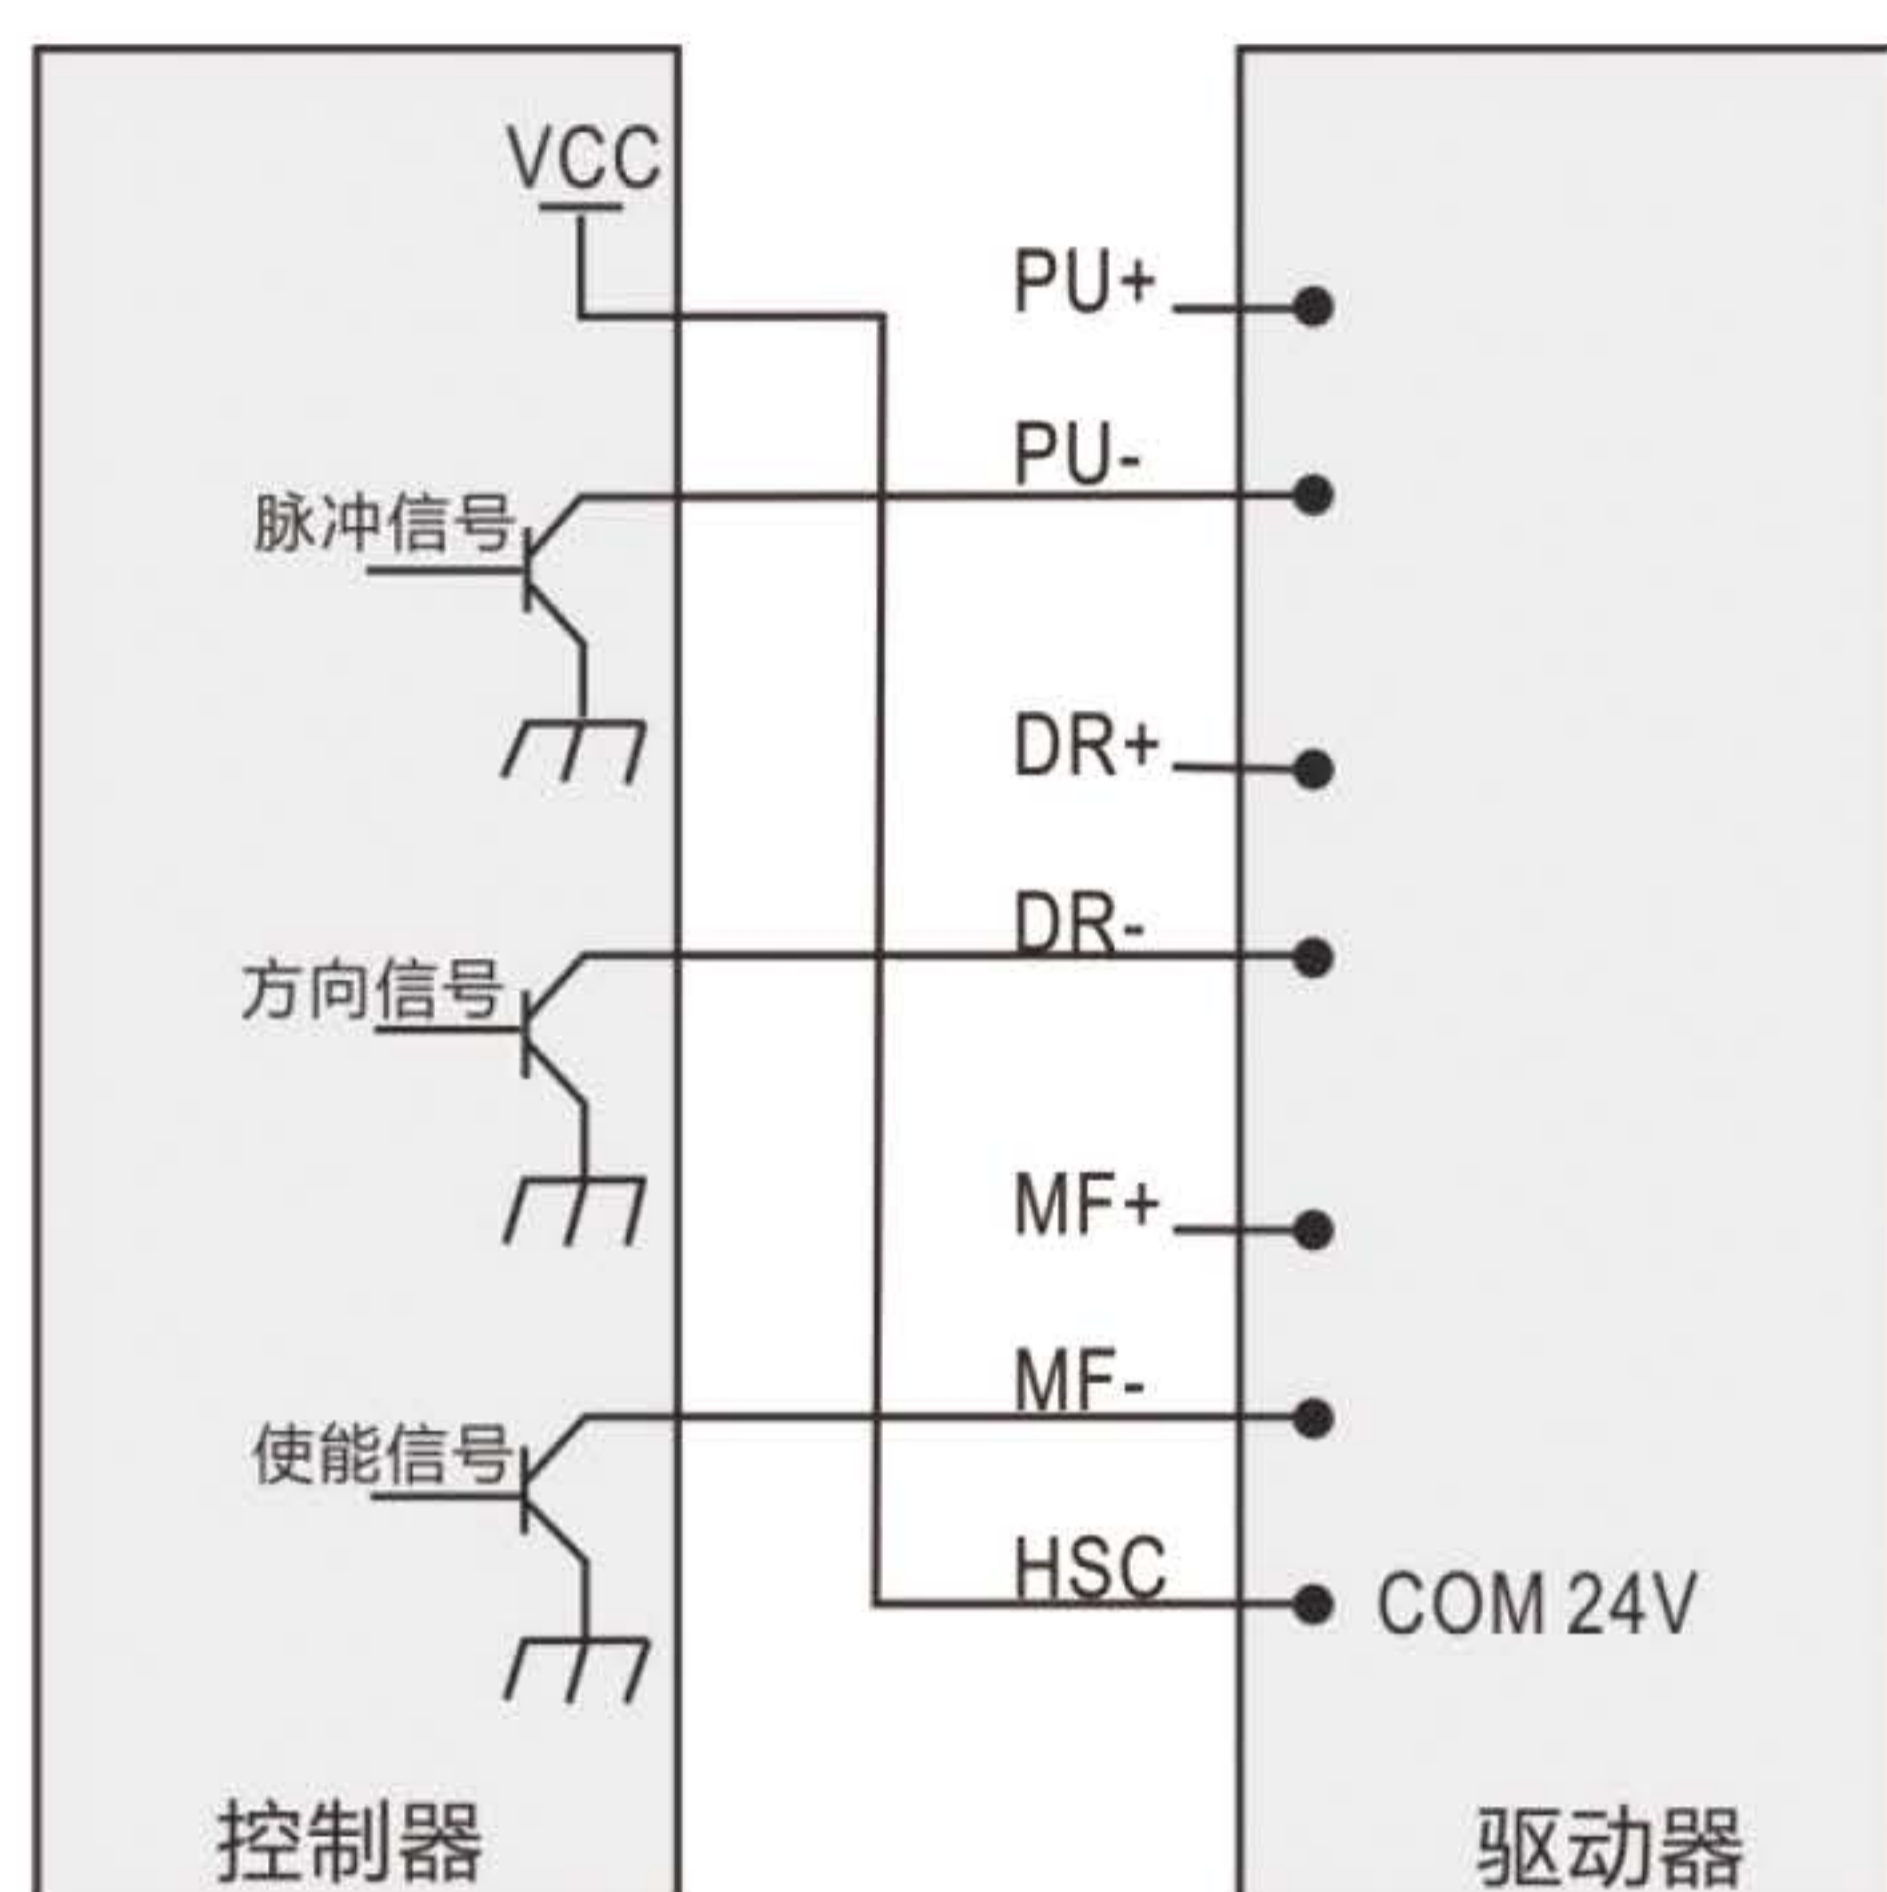 VCC
PU+
PU-
脉冲信号
DR+
DR-
方向信号
MF+
MF-
使能信号
HSC
COM 24V
控制器
驱动器